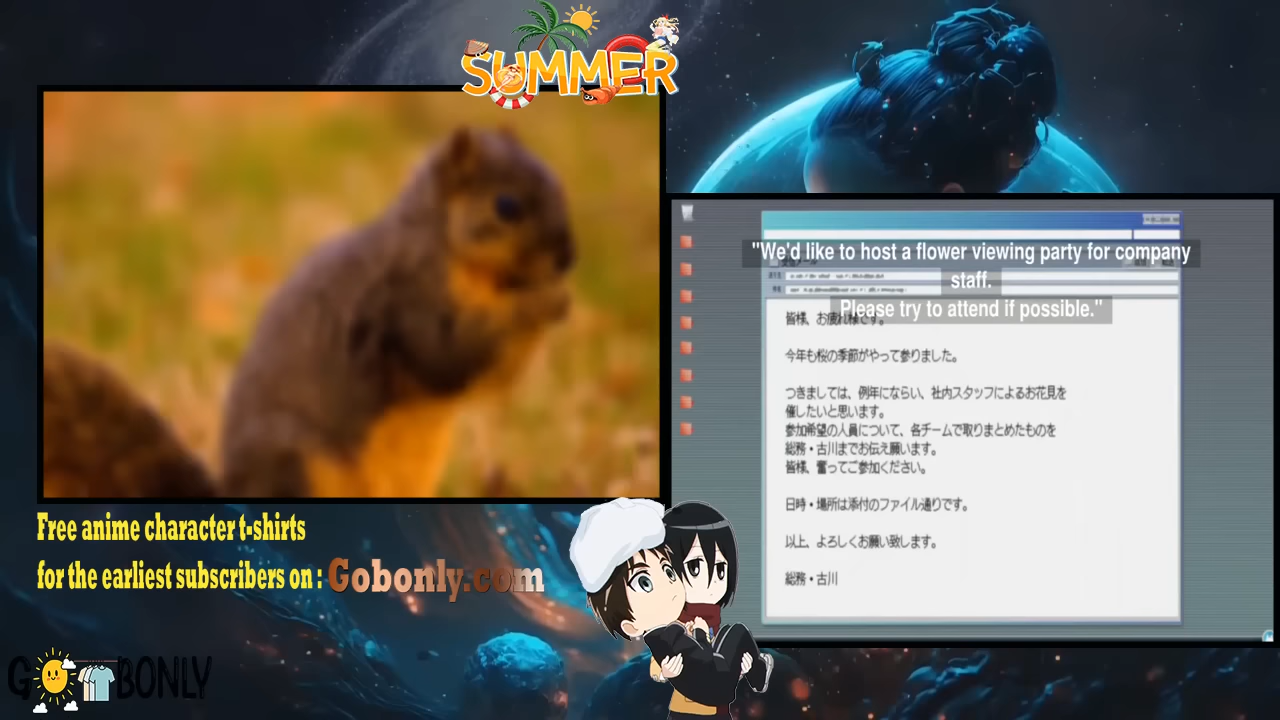 SUMMER
"We'd like to host a flower viewing party for company
staff.
Please try to attend if possible."
皆様、お疲れ様です。
今年も桜の季節がやって参りました。
つきましては、例年にならい、社内スタッフによるお花見を
催したいと思います。
参加希望の人員について、各チームで取りまとめたものを
総務・古川までお伝え願います。
皆様、奮ってご参加ください。
日時・場所は添付のファイル通りです。
以上、よろしくお願い致します。
総務・古川
Free anime character t-shirts
for the earliest subscribers on : Gobonly.com
GOBONLY